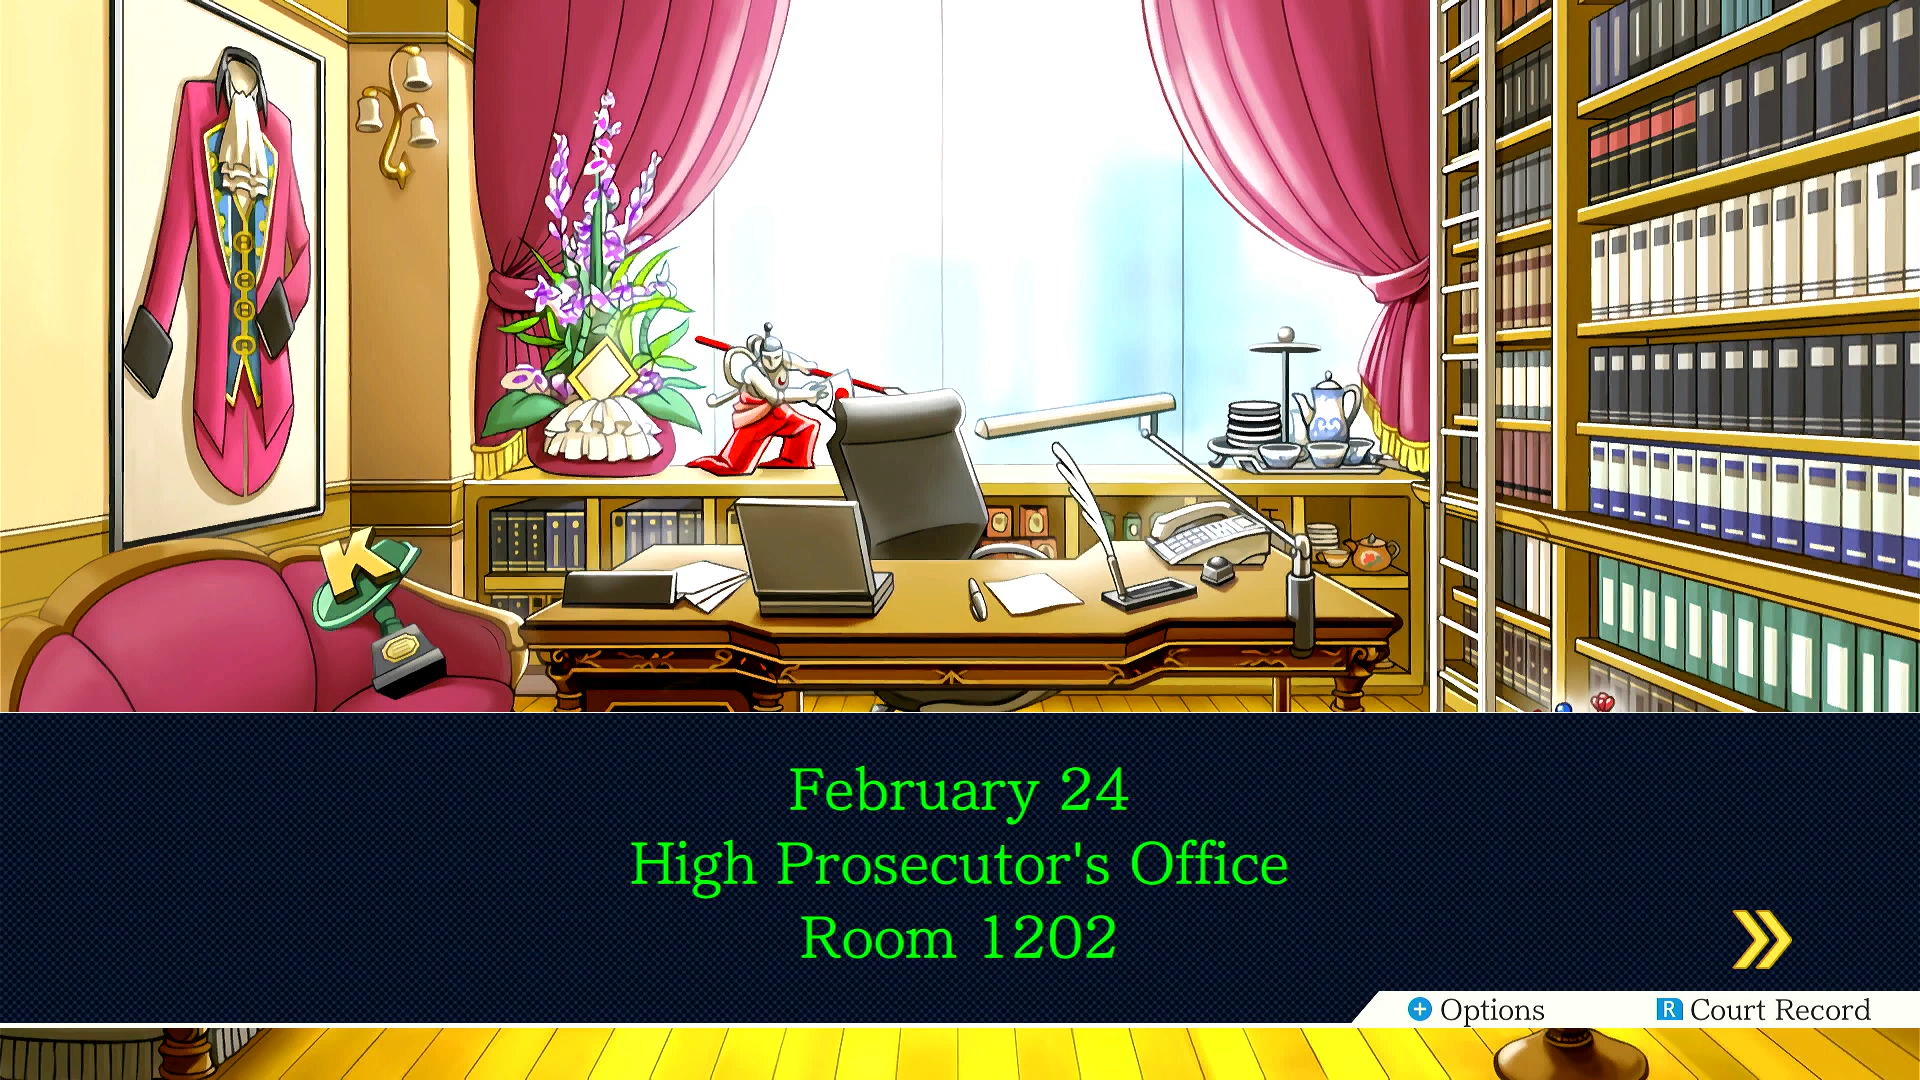 K
February 24
High Prosecutor's Office
Room 1202
+ Options
R Court Record